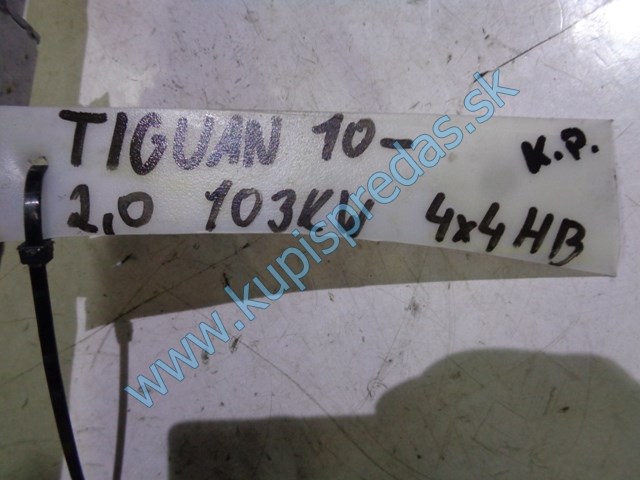 TIGUAN 10- K.P.
2,0 103KW 4x4 HB
www.kupispredas.sk